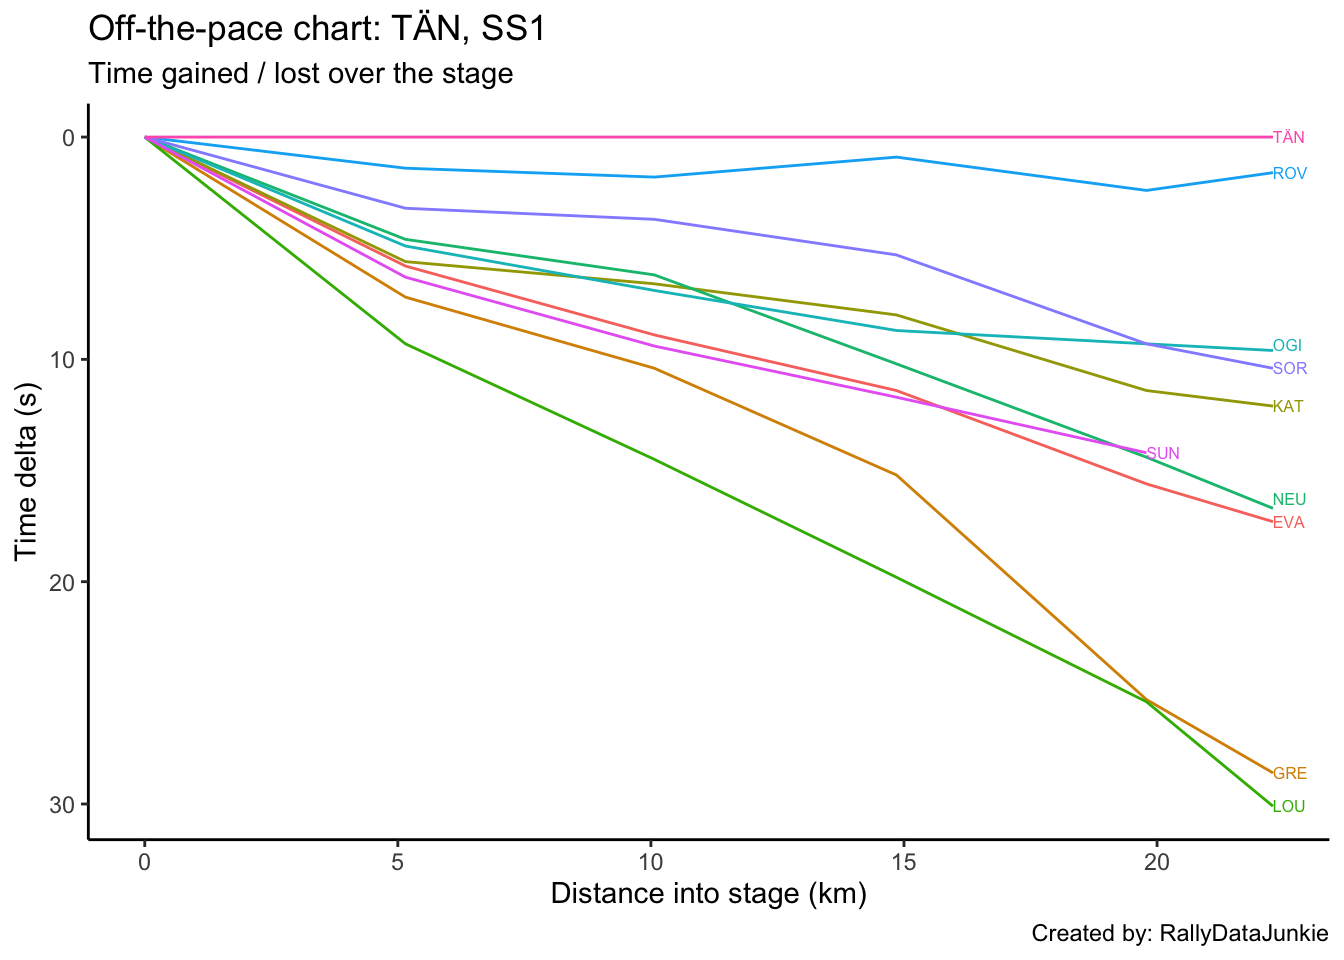 Off-the-pace chart: TÄN, SS1
Time gained / lost over the stage
0
10
20
30
Time delta (s)
TÄN
ROV
OGI
SOR
KAT
SUN
NEU
EVA
GRE
LOU
0 5 10 15 20
Distance into stage (km)
Created by: RallyDataJunkie